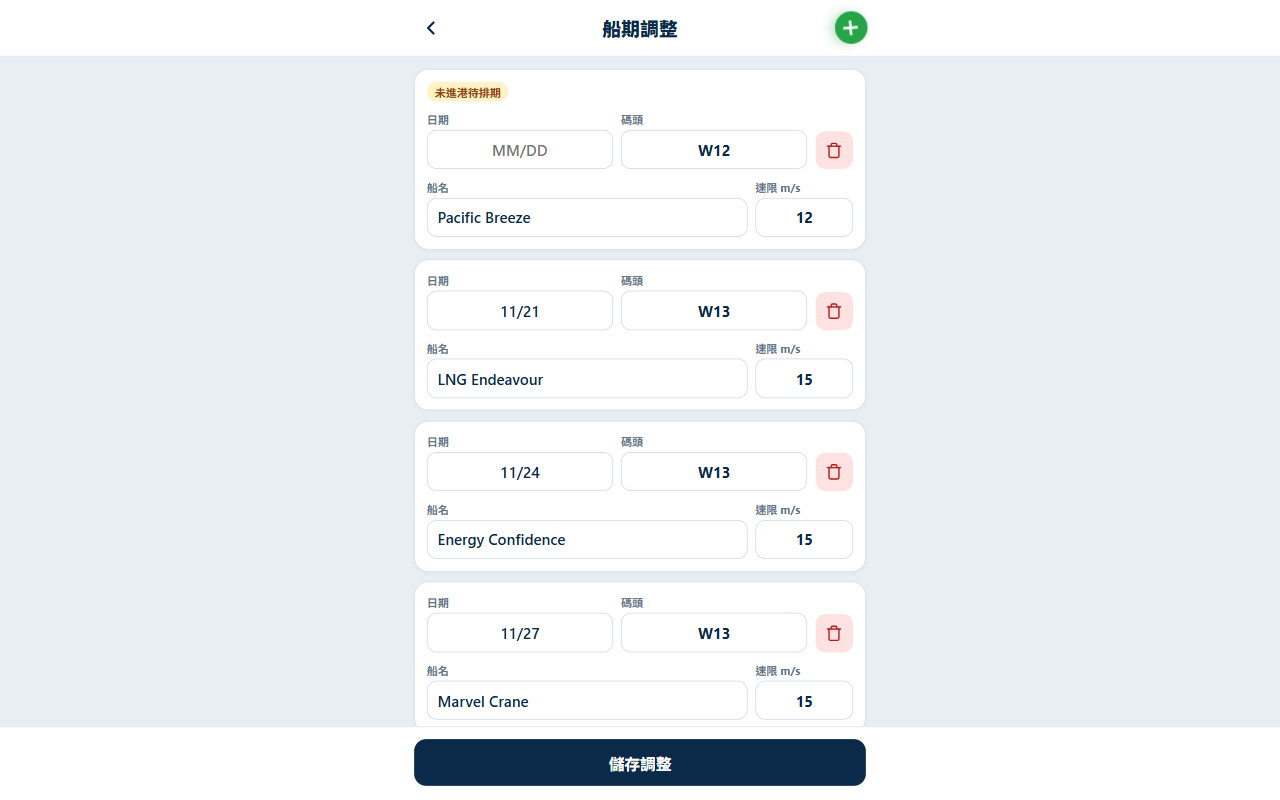 船期調整
未進港待排期
日期 碼頭
MM/DD W12
船名 速限 m/s
Pacific Breeze 12
日期 碼頭
11/21 W13
船名 速限 m/s
LNG Endeavour 15
日期 碼頭
11/24 W13
船名 速限 m/s
Energy Confidence 15
日期 碼頭
11/27 W13
船名 速限 m/s
Marvel Crane 15
儲存調整